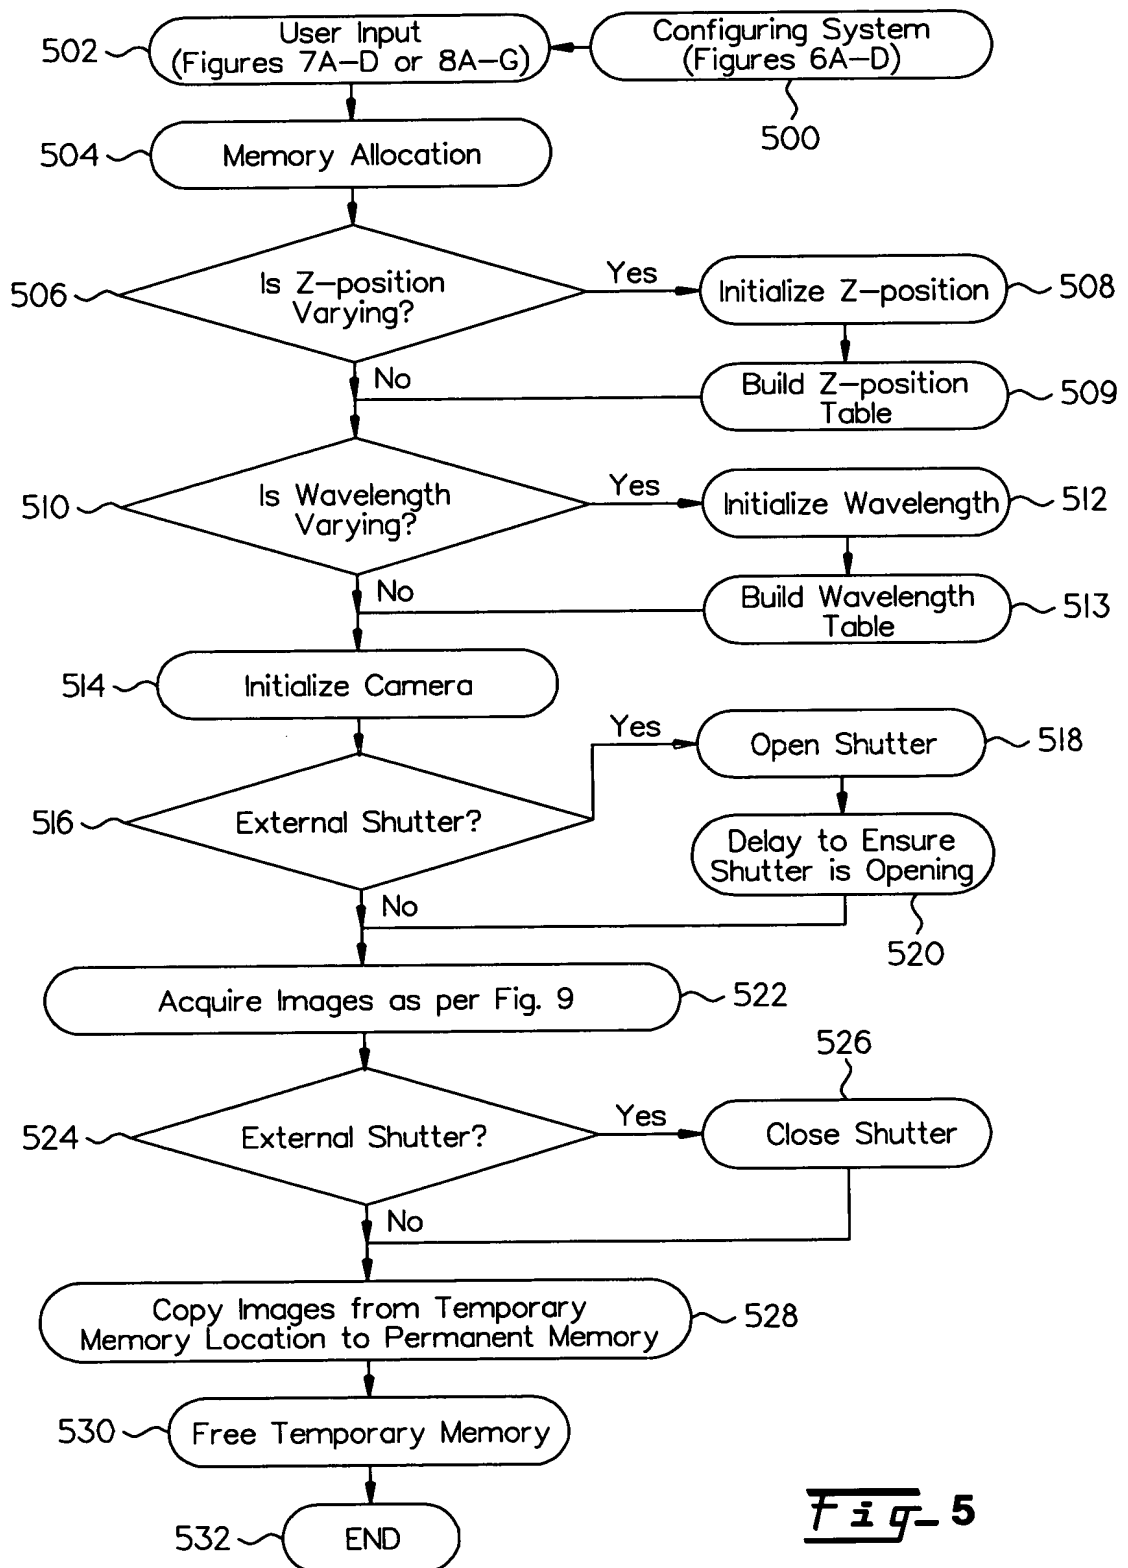 502
User Input
(Figures 7A-D or 8A-G)
Configuring System
(Figures 6A-D)
500
504
Memory Allocation
506
Is Z-position
Varying?
Yes
Initialize Z-position
508
No
Build Z-position
Table
509
510
Is Wavelength
Varying?
Yes
Initialize Wavelength
512
No
Build Wavelength
Table
513
514
Initialize Camera
Yes
Open Shutter
518
516
External Shutter?
Delay to Ensure
Shutter is Opening
No
520
Acquire Images as per Fig. 9
522
526
524
External Shutter?
Yes
Close Shutter
No
Copy Images from Temporary
Memory Location to Permanent Memory
528
530
Free Temporary Memory
532
END
Fig_ 5